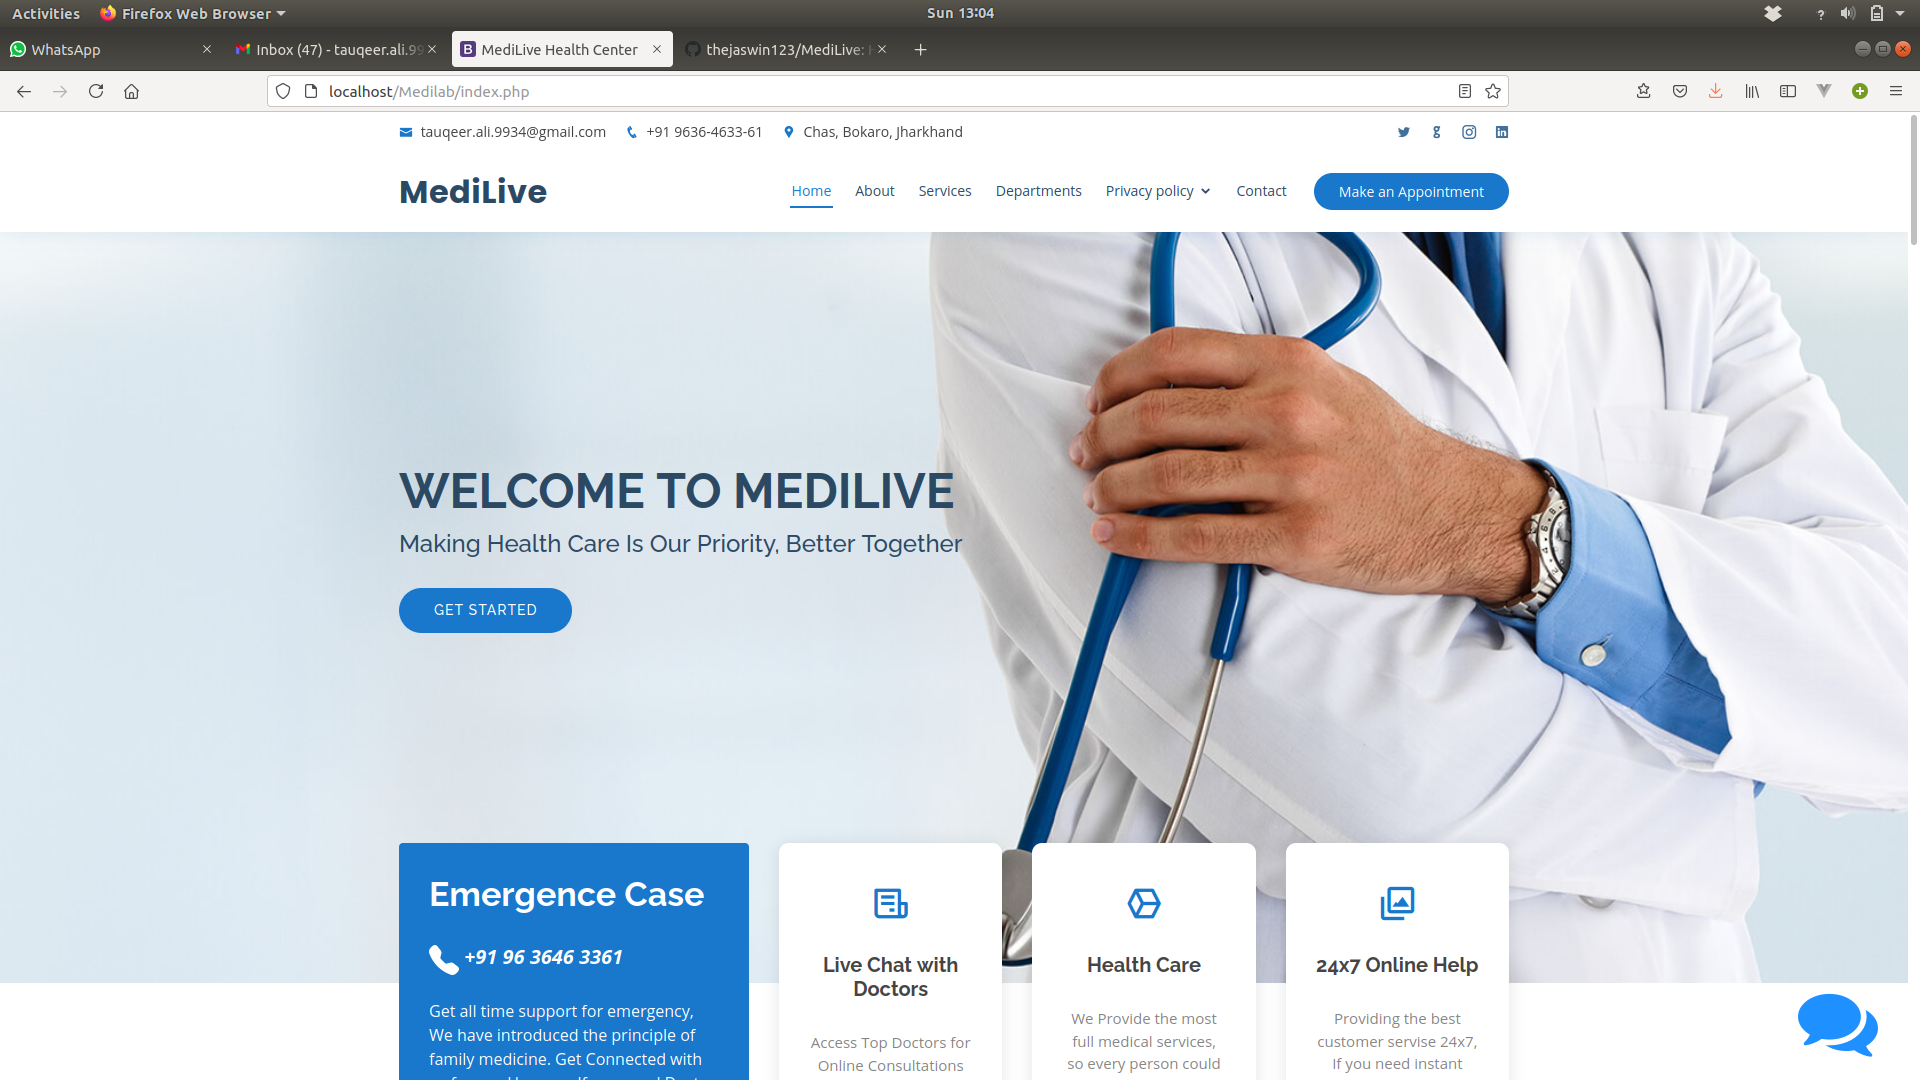 Activities Firefox Web Browser Sun 13:04
WhatsApp Inbox (47) - tauqeer.ali.99 MediLive Health Center thejaswin123/MediLive:
localhost/Medilab/index.php
tauqeer.ali.9934@gmail.com +91 9636-4633-61 Chas, Bokaro, Jharkhand
MediLive Home About Services Departments Privacy policy Contact Make an Appointment
WELCOME TO MEDILIVE
Making Health Care Is Our Priority, Better Together
GET STARTED
Emergence Case
+91 96 3646 3361
Get all time support for emergency,
We have introduced the principle of
family medicine. Get Connected with
Live Chat with
Doctors
Access Top Doctors for
Online Consultations
Health Care
We Provide the most
full medical services,
so every person could
24x7 Online Help
Providing the best
customer servise 24x7,
If you need instant